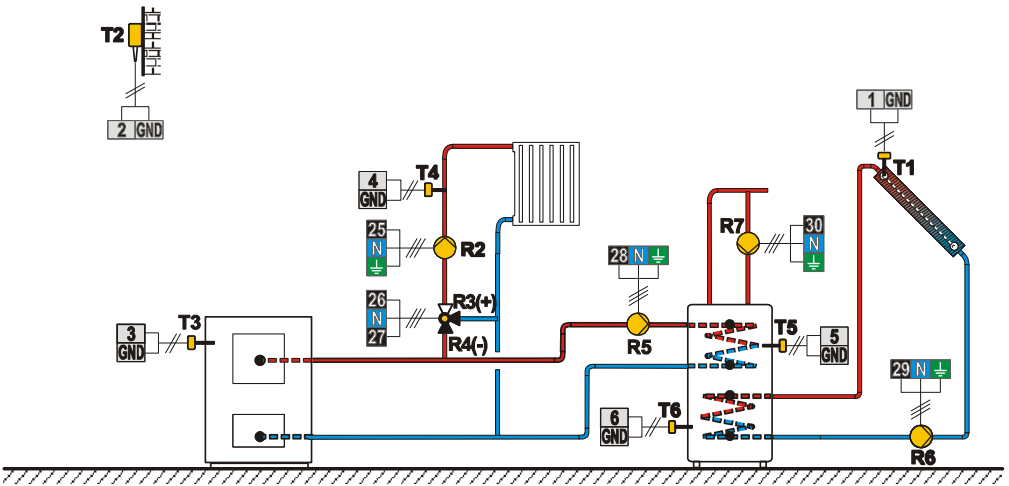 T2
2 GND
1 GND
T1
4
GND
T4
25
N
R2
R7
30
N
28 N
26
N
27
R3(+)
R4(-)
3
GND
T3
R5
T5
5
GND
29 N
6
GND
T6
R6